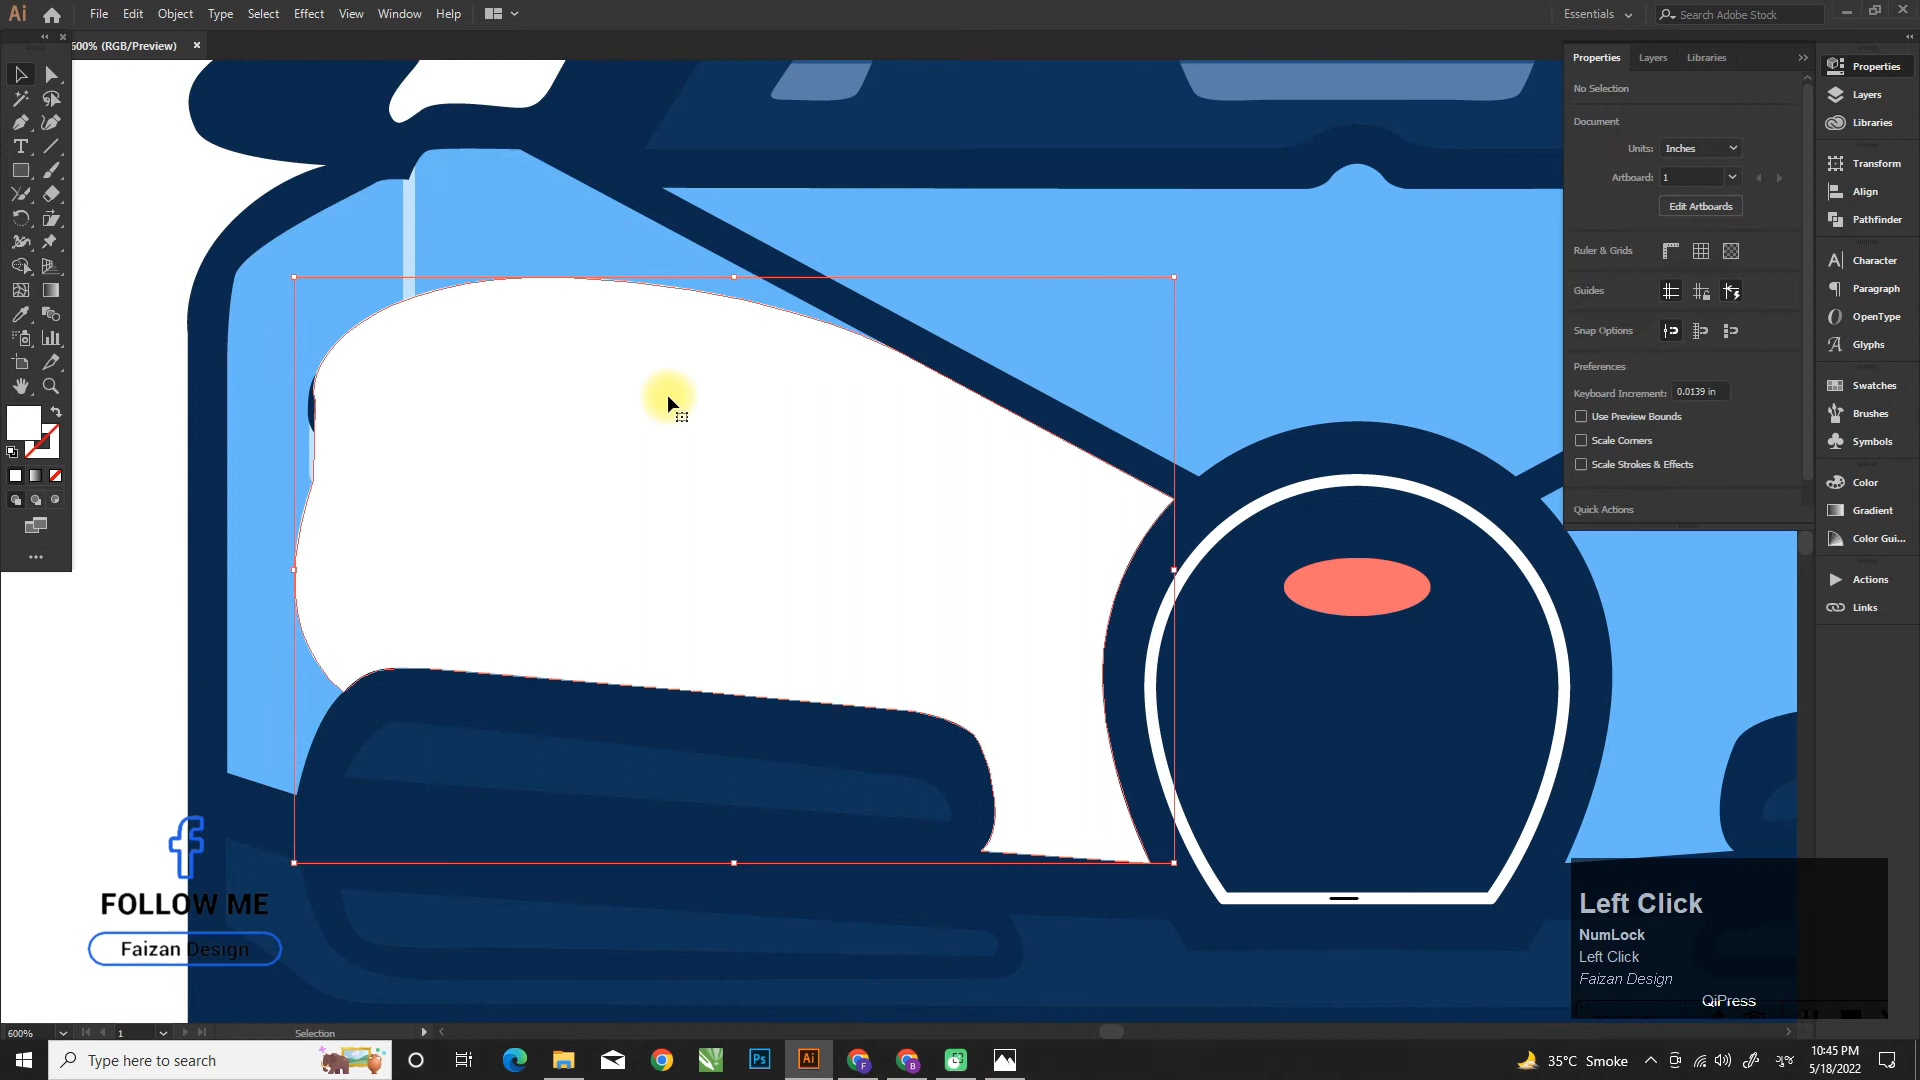 Ai File Edit Object Type Select Effect View Window Help Essentials Search Adobe Stock
600% (RGB/Preview)
Properties Layers Libraries
No Selection
Document
Units: Inches
Artboard: 1
Edit Artboards
Ruler & Grids
Guides
Snap Options
Preferences
Keyboard Increment: 0.0139 in
Use Preview Bounds
Scale Corners
Scale Strokes & Effects
Quick Actions
Properties
Layers
Libraries
Transform
Align
Pathfinder
Character
Paragraph
OpenType
Glyphs
Swatches
Brushes
Symbols
Color
Gradient
Color Gui...
Actions
Links
FOLLOW ME
Faizan Design
Left Click
NumLock
Left Click
Faizan Design
QiPress
600% 1 Selection
Type here to search
Ps Ai
35°C Smoke
10:45 PM
5/18/2022